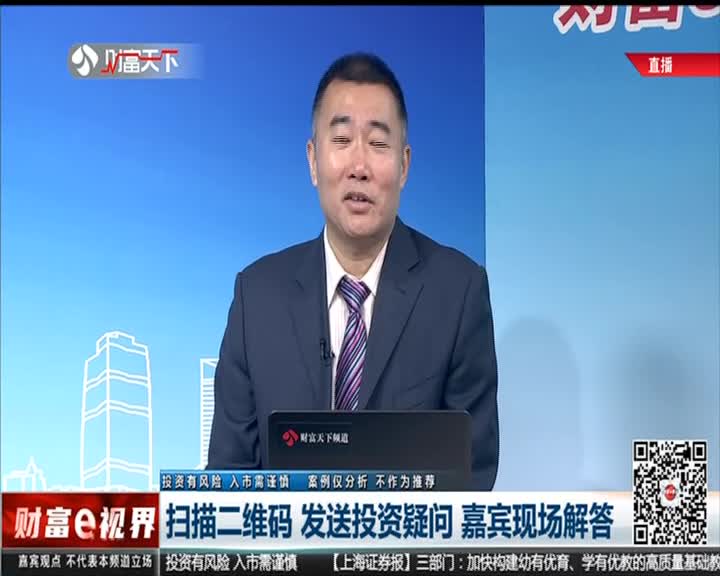 财富e
财富天下
直播
财富天下频道
投资有风险 入市需谨慎 案例仅分析 不作为推荐
财富e视界
扫描二维码 发送投资疑问 嘉宾现场解答
嘉宾观点 不代表本频道立场
投资有风险 入市需谨慎 【上海证券报】三部门：加快构建幼有优育、学有优教的高质量基础教